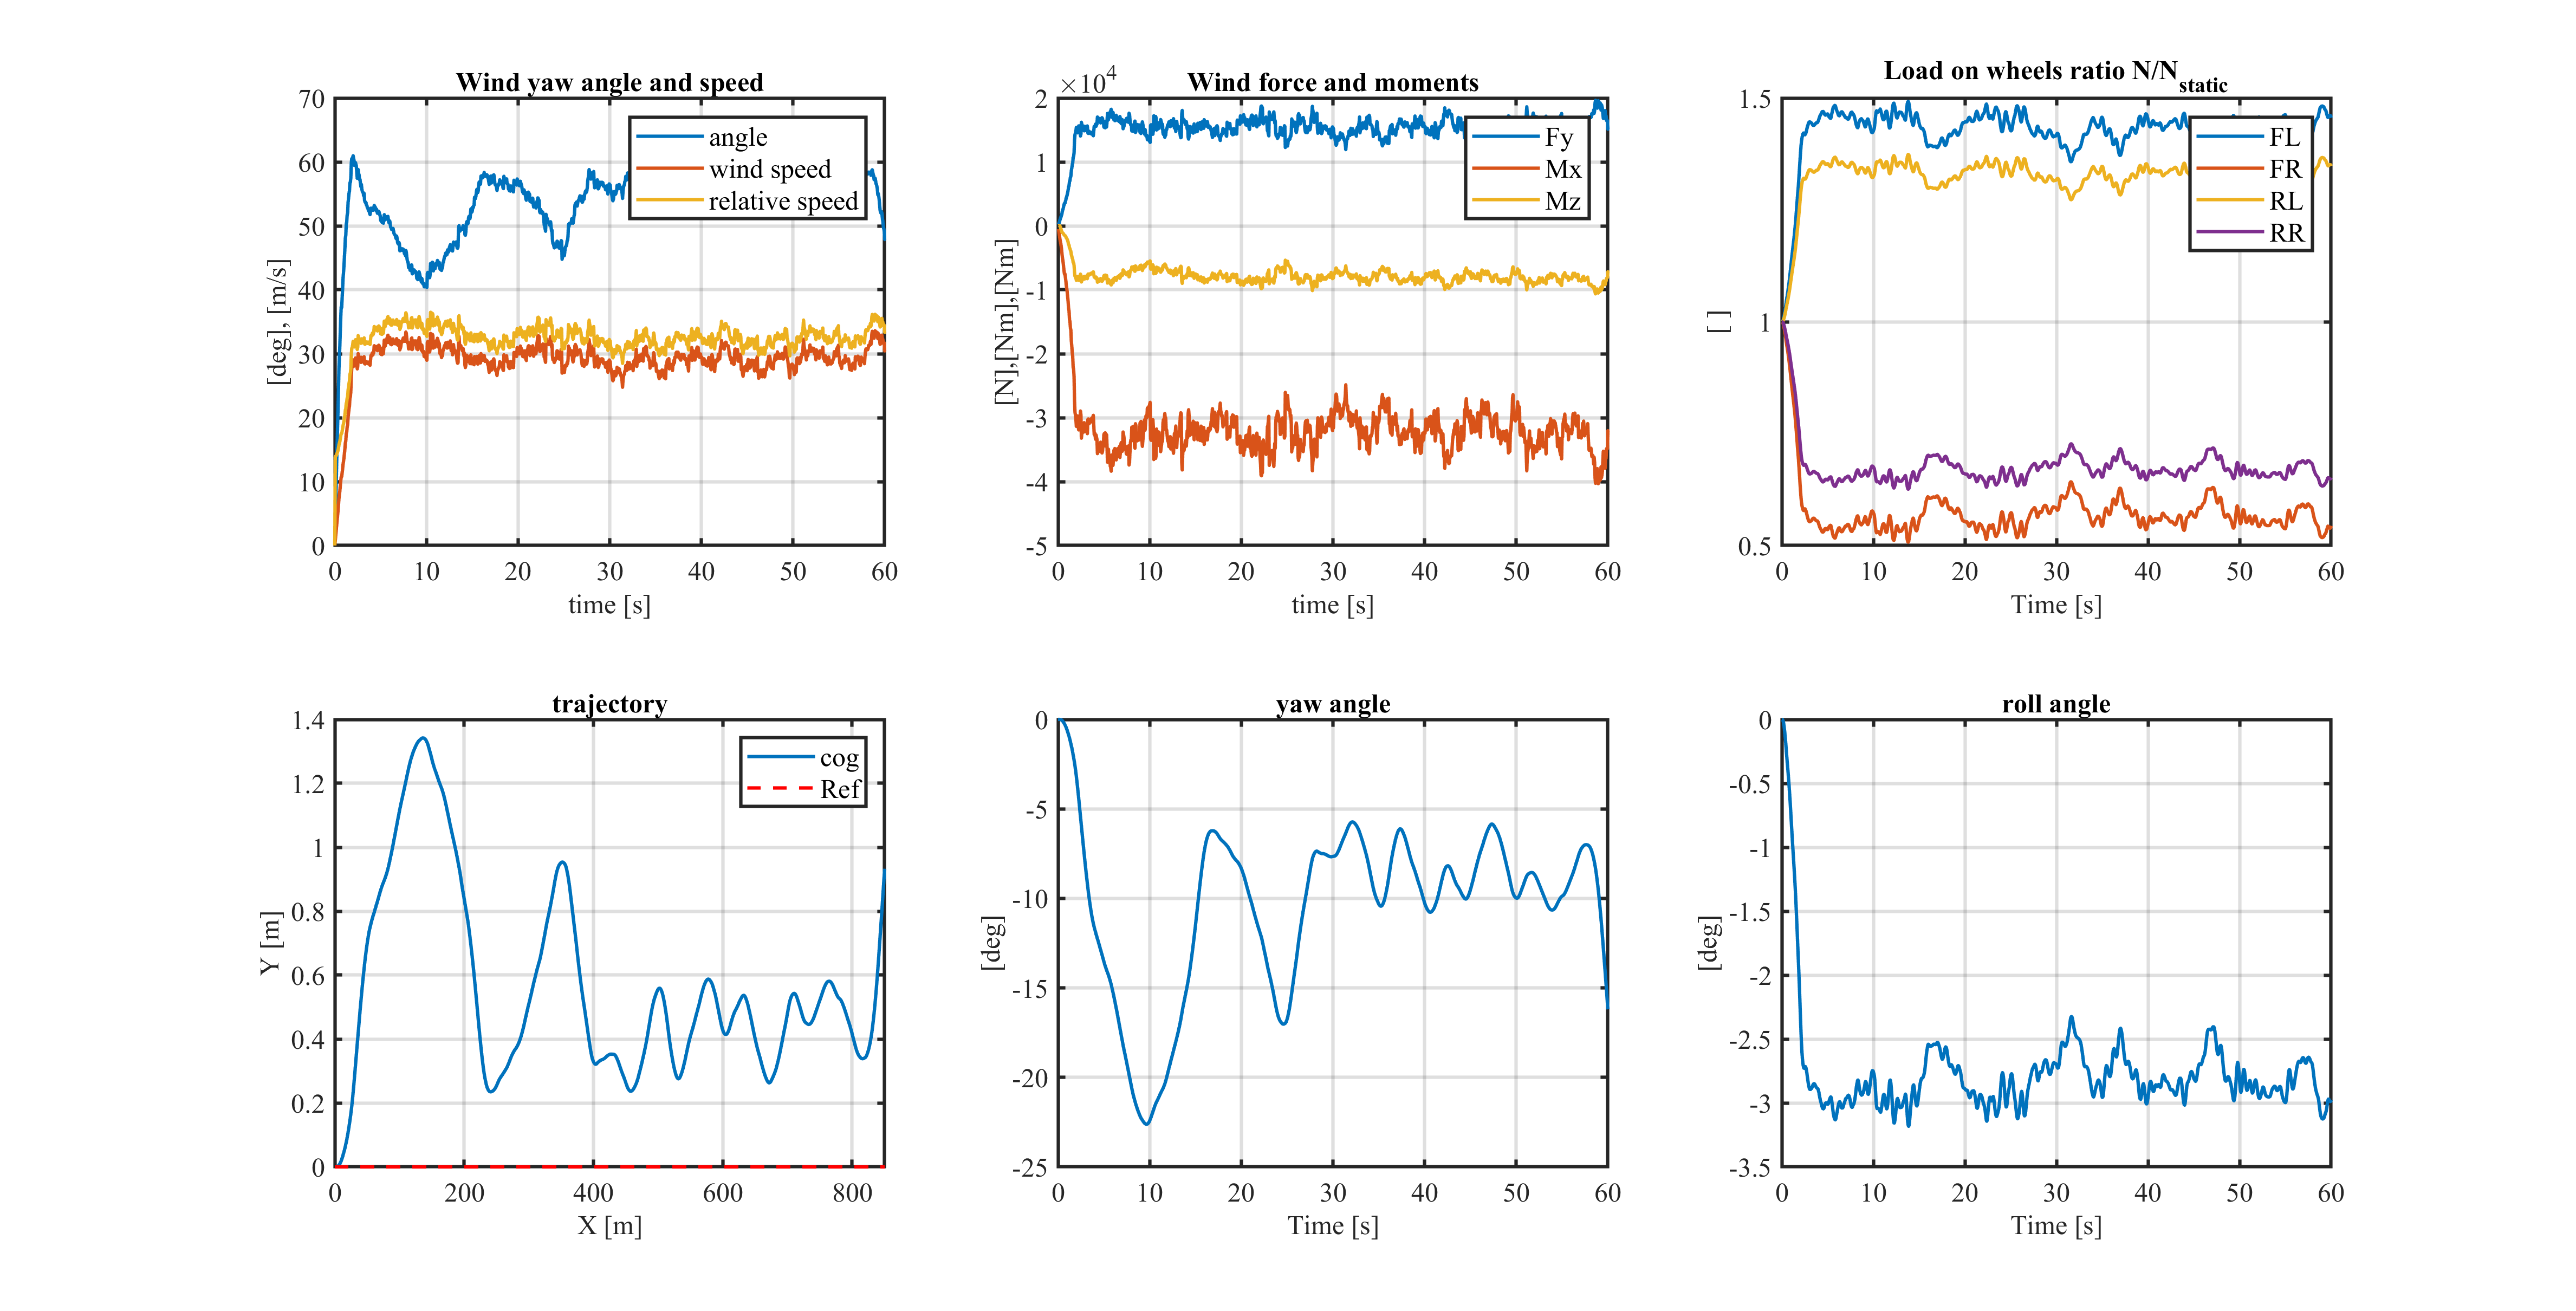 Wind yaw angle and speed
70
60
50
40
30
20
10
0
[deg], [m/s]
angle
wind speed
relative speed
0 10 20 30 40 50 60
time [s]
×10^4
Wind force and moments
2
1
0
-1
-2
-3
-4
-5
[N],[Nm],[Nm]
Fy
Mx
Mz
0 10 20 30 40 50 60
time [s]
Load on wheels ratio N/N_static
1.5
1
0.5
[ ]
FL
FR
RL
RR
0 10 20 30 40 50 60
Time [s]
trajectory
1.4
1.2
1
0.8
0.6
0.4
0.2
0
Y [m]
cog
Ref
0 200 400 600 800
X [m]
yaw angle
0
-5
-10
-15
-20
-25
[deg]
0 10 20 30 40 50 60
Time [s]
roll angle
0
-0.5
-1
-1.5
-2
-2.5
-3
-3.5
[deg]
0 10 20 30 40 50 60
Time [s]